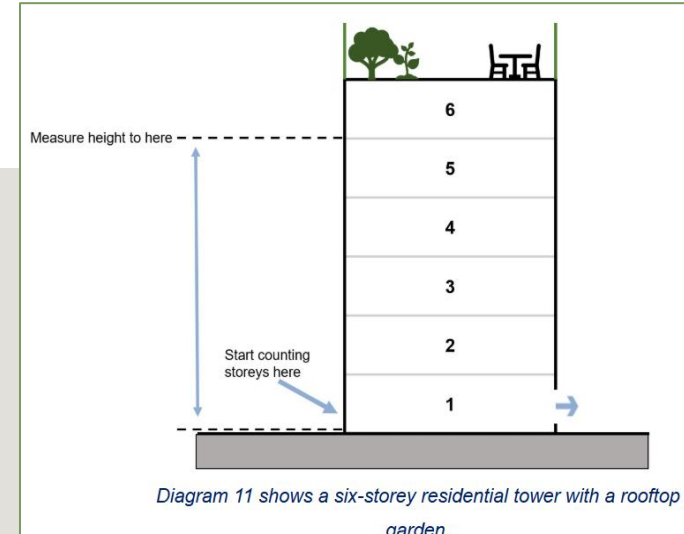 6
Measure height to here
5
4
3
2
Start counting
storeys here
1
Diagram 11 shows a six-storey residential tower with a rooftop
garden